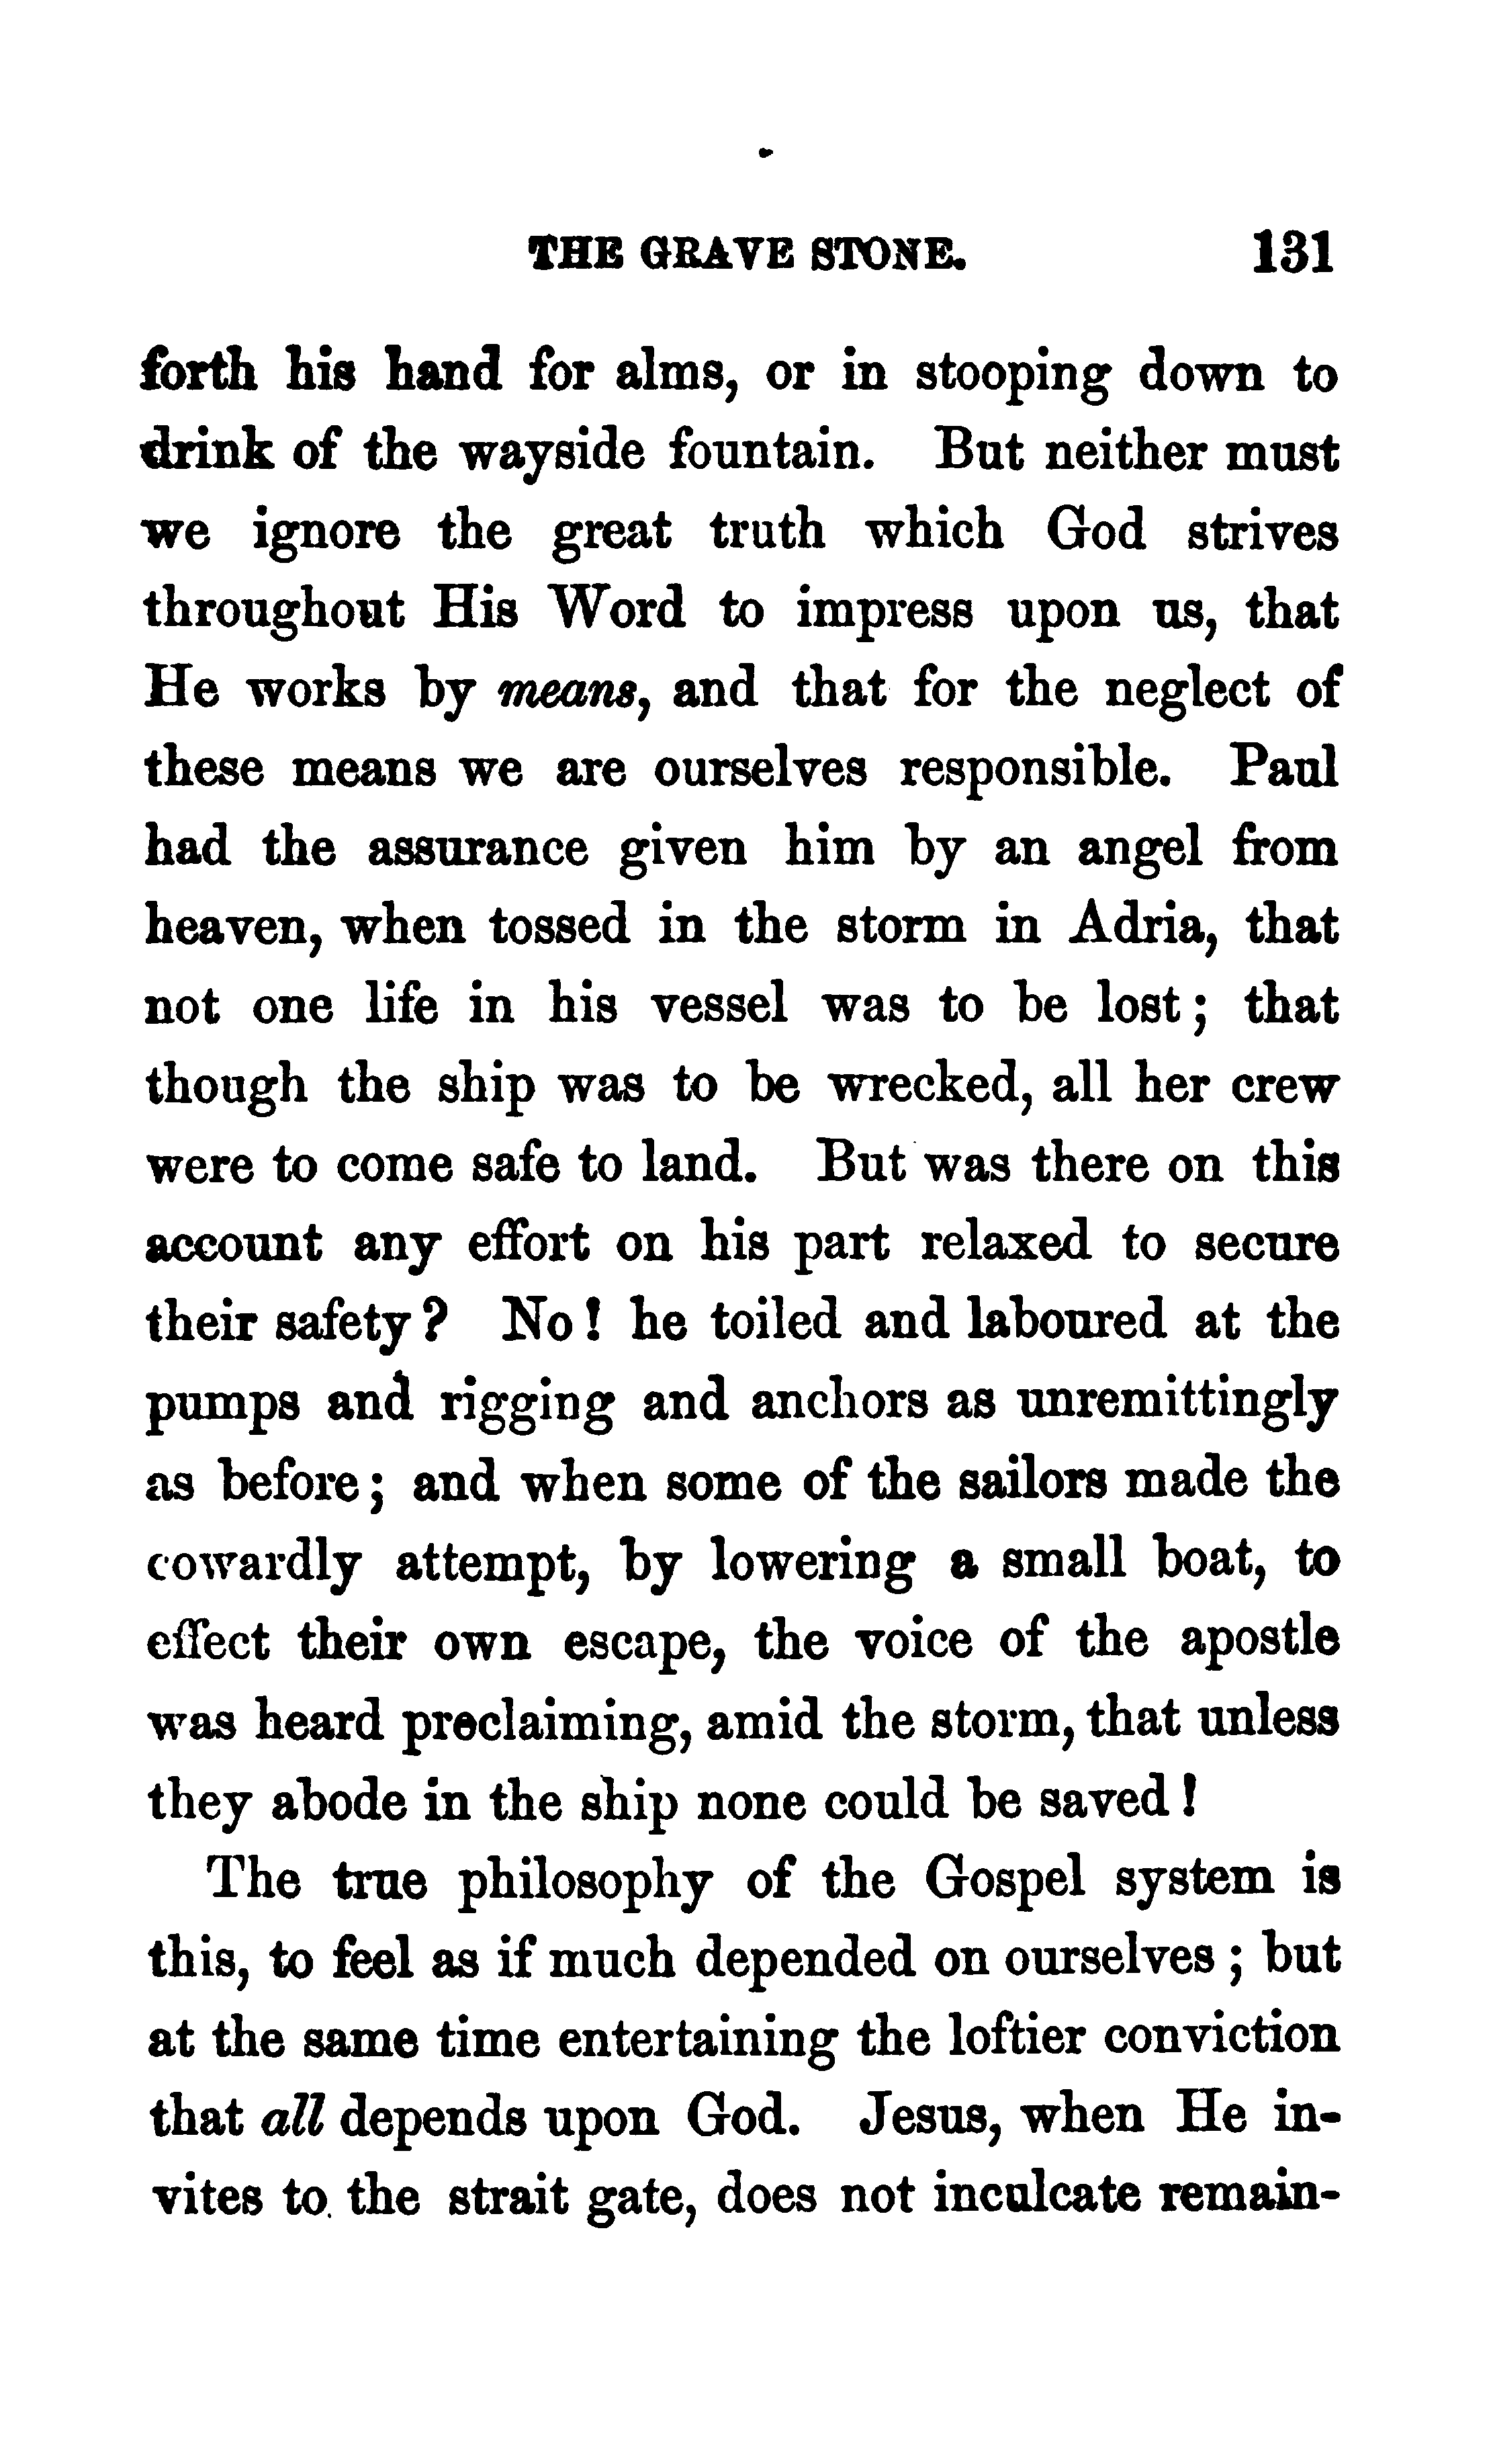 THE GRAVE STONE. 131
forth his hand for alms, or in stooping down to
drink of the wayside fountain. But neither must
we ignore the great truth which God strives
throughout His Word to impress upon us, that
He works by means, and that for the neglect of
these means we are ourselves responsible. Paul
had the assurance given him by an angel from
heaven, when tossed in the storm in Adria, that
not one life in his vessel was to be lost; that
though the ship was to be wrecked, all her crew
were to come safe to land. But was there on this
account any effort on his part relaxed to secure
their safety? No! he toiled and laboured at the
pumps and rigging and anchors as unremittingly
as before; and when some of the sailors made the
cowardly attempt, by lowering a small boat, to
effect their own escape, the voice of the apostle
was heard proclaiming, amid the storm, that unless
they abode in the ship none could be saved!
The true philosophy of the Gospel system is
this, to feel as if much depended on ourselves; but
at the same time entertaining the loftier conviction
that all depends upon God. Jesus, when He in-
vites to the strait gate, does not inculcate remain-